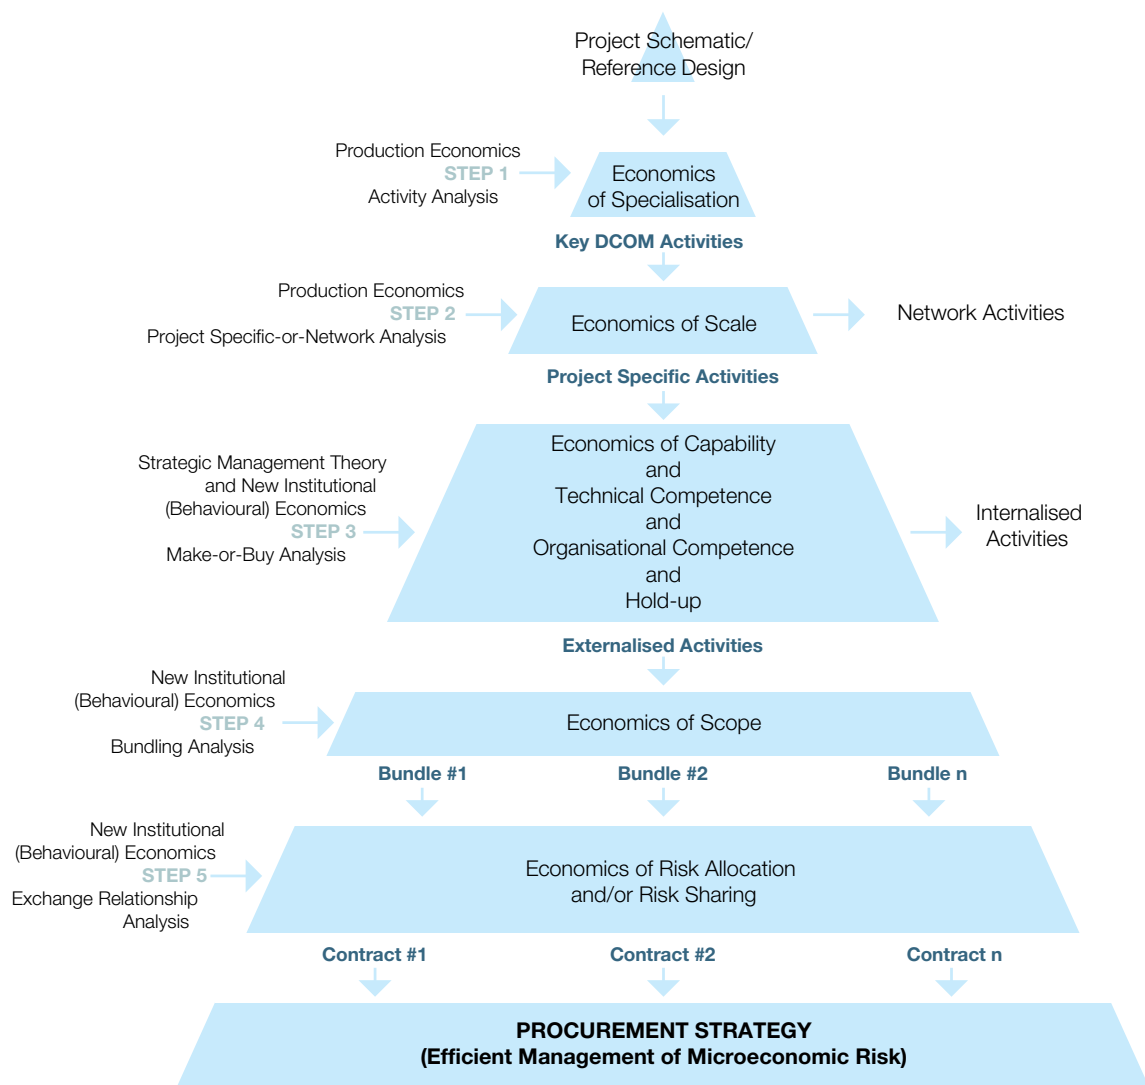 Project Schematic/
Reference Design
Production Economics
STEP 1
Activity Analysis
Economics
of Specialisation
Key DCOM Activities
Production Economics
STEP 2
Project Specific-or-Network Analysis
Economics of Scale
Network Activities
Project Specific Activities
Strategic Management Theory
and New Institutional
(Behavioural) Economics
STEP 3
Make-or-Buy Analysis
Economics of Capability
and
Technical Competence
and
Organisational Competence
and
Hold-up
Internalised
Activities
Externalised Activities
New Institutional
(Behavioural) Economics
STEP 4
Bundling Analysis
Economics of Scope
Bundle #1
Bundle #2
Bundle n
New Institutional
(Behavioural) Economics
STEP 5
Exchange Relationship
Analysis
Economics of Risk Allocation
and/or Risk Sharing
Contract #1
Contract #2
Contract n
PROCUREMENT STRATEGY
(Efficient Management of Microeconomic Risk)